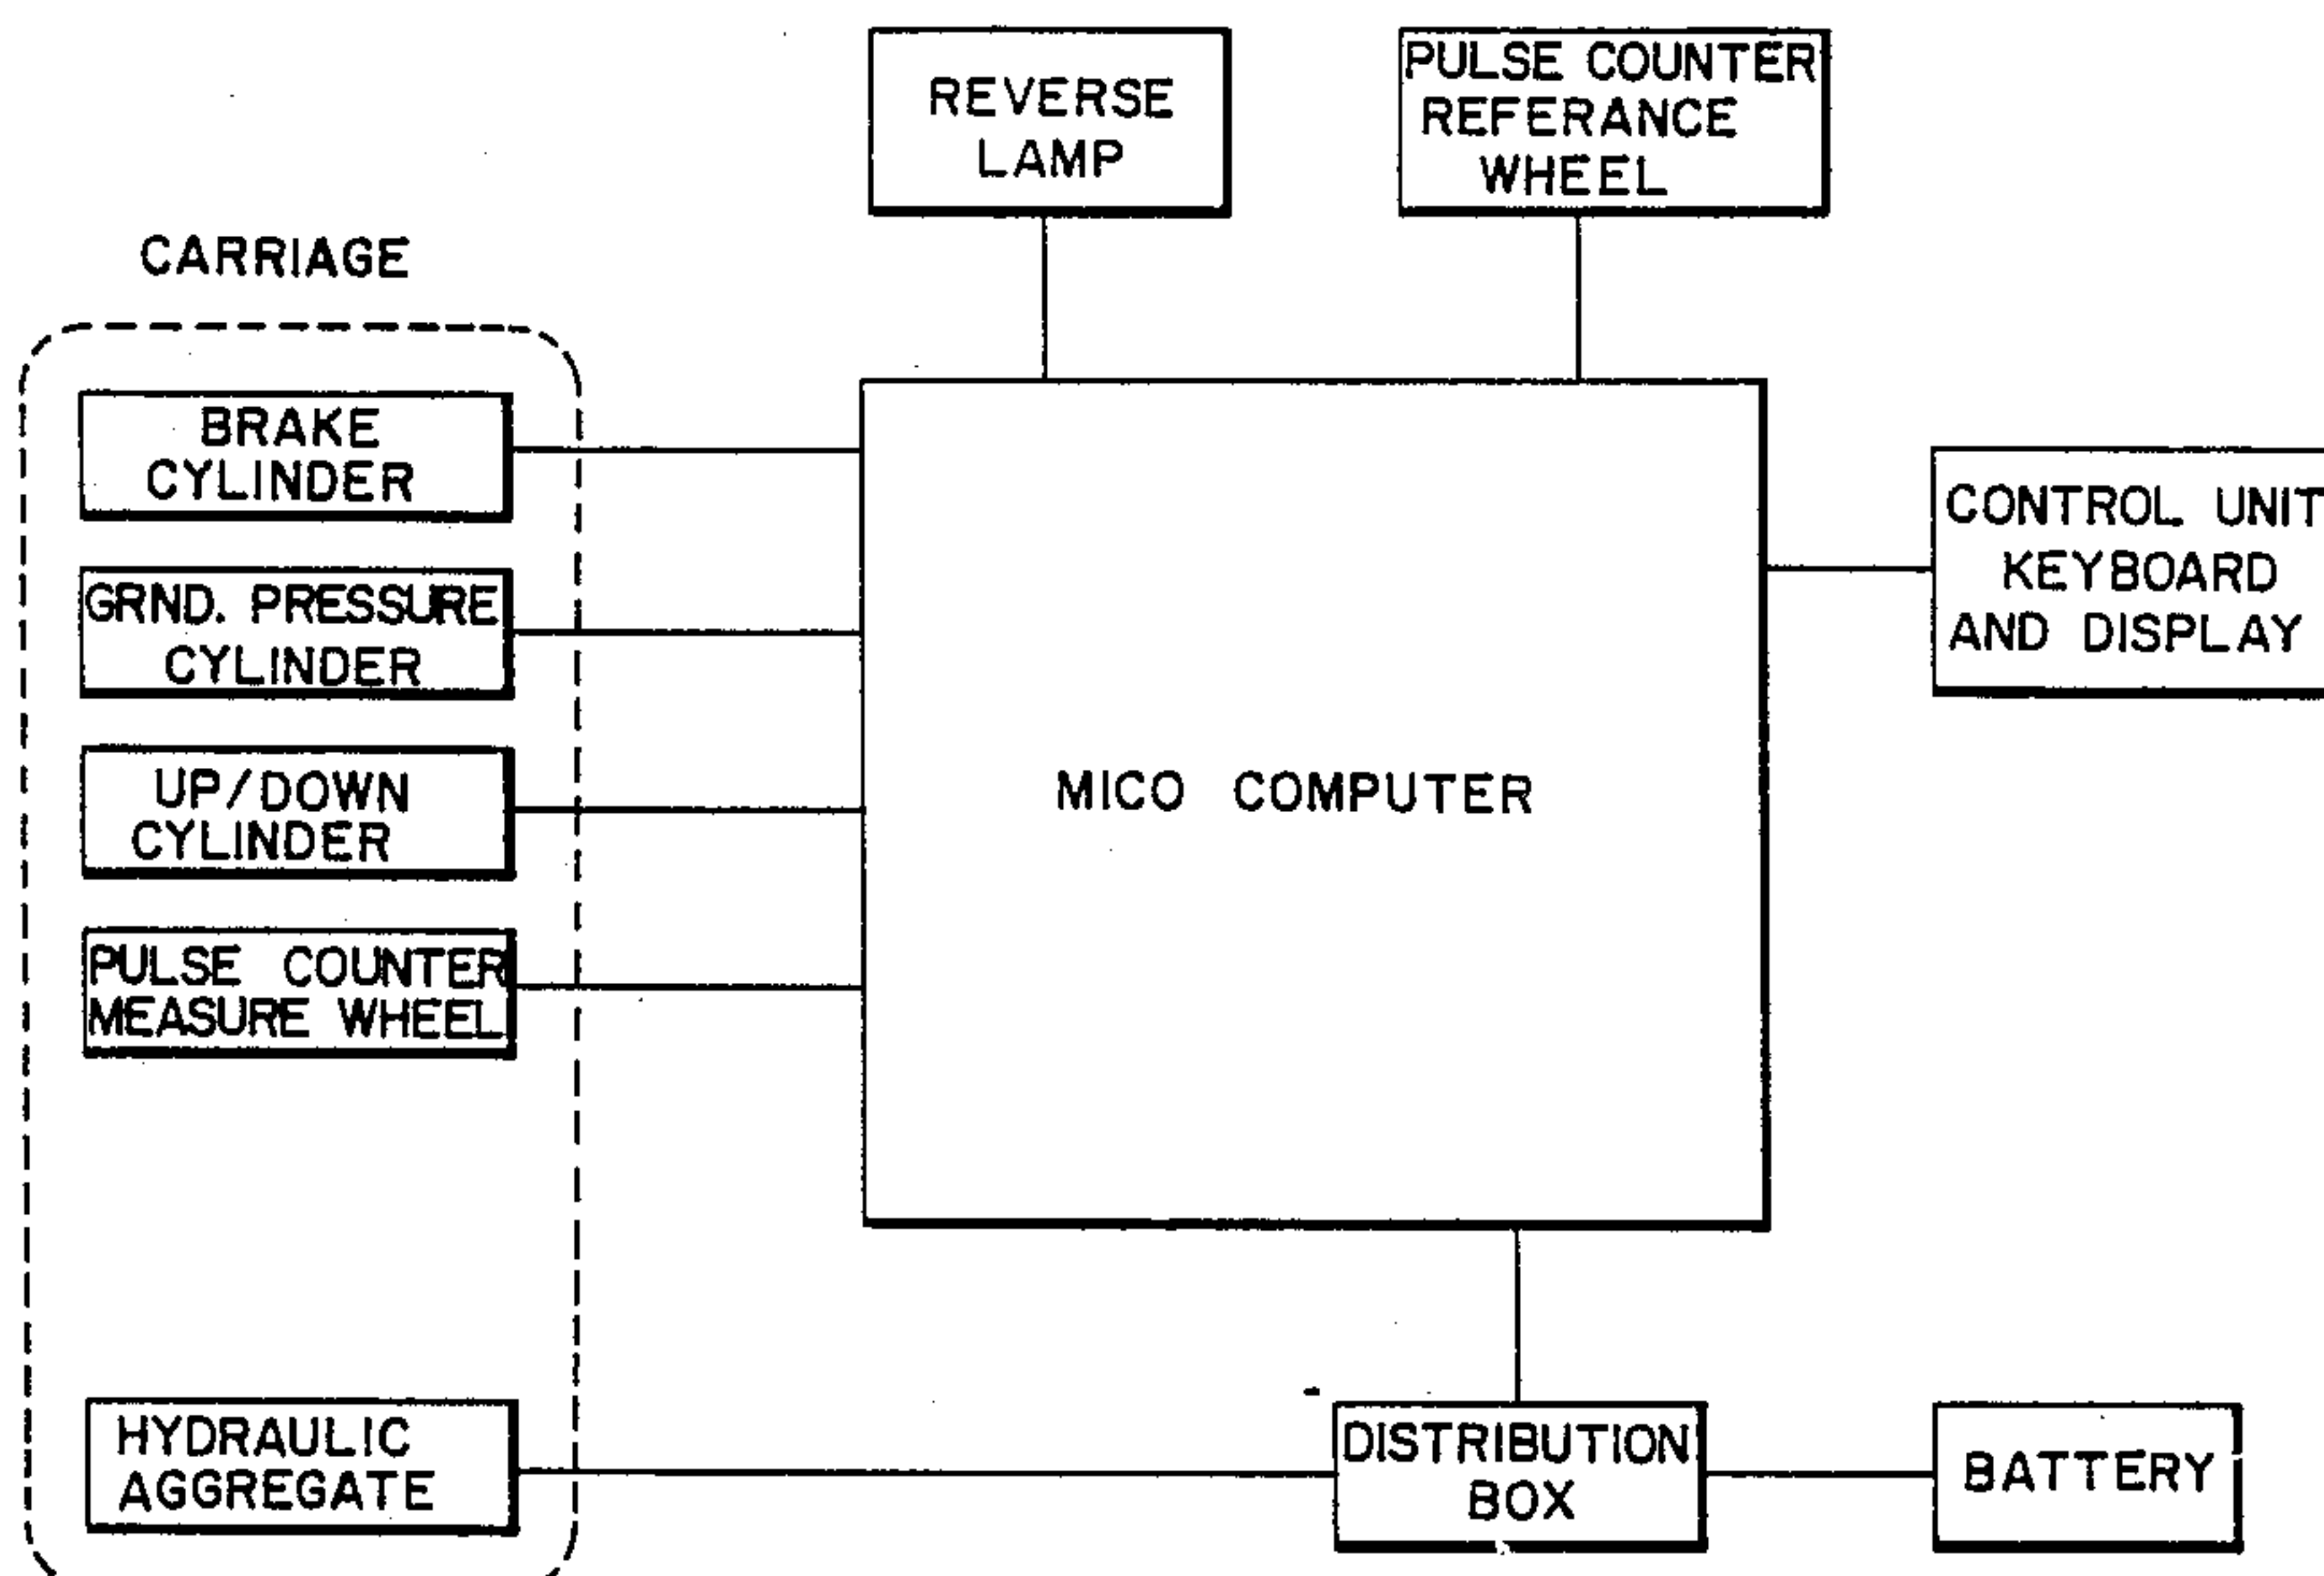 REVERSE
LAMP
PULSE COUNTER
REFERANCE
WHEEL
CARRIAGE
BRAKE
CYLINDER
GRND. PRESSURE
CYLINDER
UP/DOWN
CYLINDER
PULSE COUNTER
MEASURE WHEEL
MICO COMPUTER
CONTROL UNIT
KEYBOARD
AND DISPLAY
HYDRAULIC
AGGREGATE
DISTRIBUTION
BOX
BATTERY